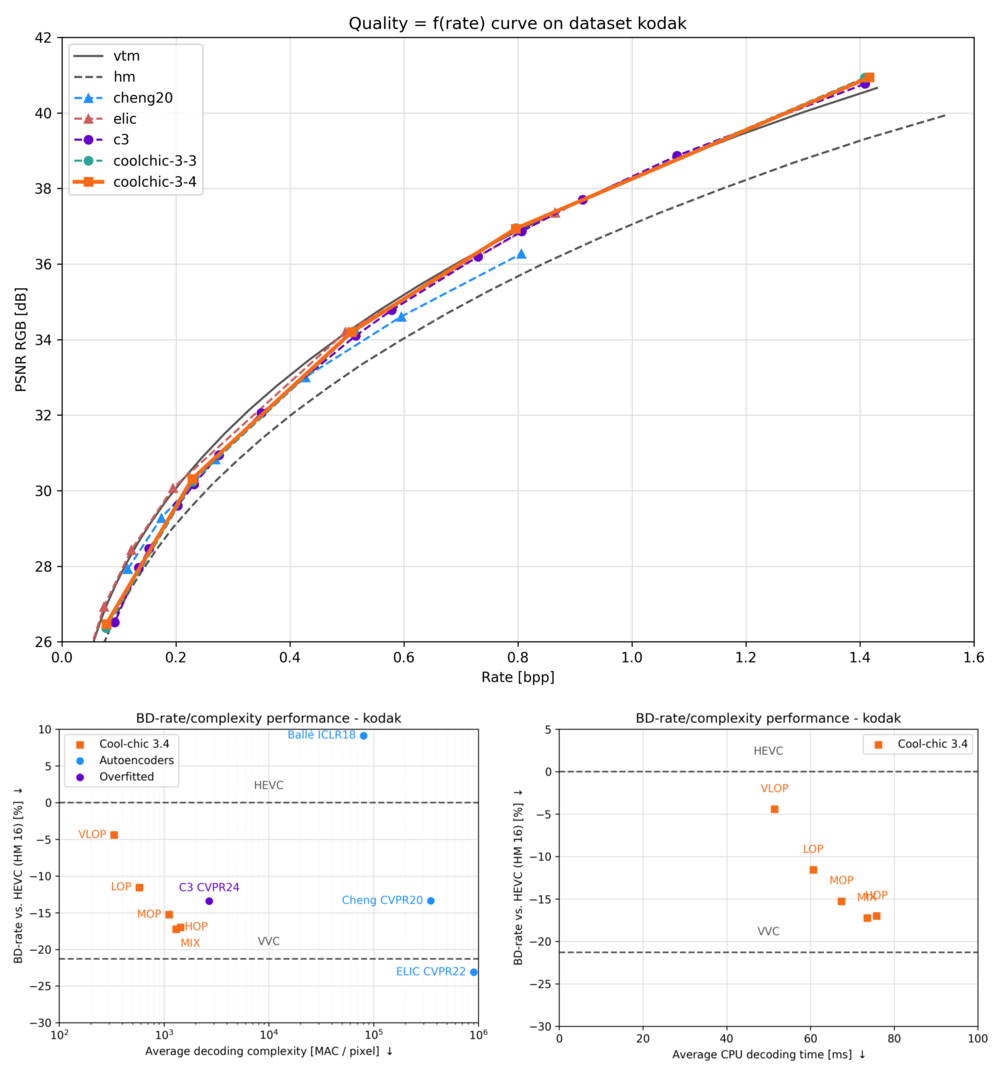 Quality = f(rate) curve on dataset kodak
PSNR RGB [dB]
42
40
38
36
34
32
30
28
26
vtm
hm
cheng20
elic
c3
coolchic-3-3
coolchic-3-4
0.0 0.2 0.4 0.6 0.8 1.0 1.2 1.4 1.6
Rate [bpp]
BD-rate/complexity performance - kodak
BD-rate vs. HEVC (HM 16) [%] ↓
10
5
0
−5
−10
−15
−20
−25
−30
Cool-chic 3.4
Autoencoders
Overfitted
Ballé ICLR18
HEVC
VLOP
LOP
C3 CVPR24
Cheng CVPR20
MOP
HOP
MIX
VVC
ELIC CVPR22
10² 10³ 10⁴ 10⁵ 10⁶
Average decoding complexity [MAC / pixel] ↓
BD-rate/complexity performance - kodak
BD-rate vs. HEVC (HM 16) [%] ↓
5
0
−5
−10
−15
−20
−25
−30
Cool-chic 3.4
HEVC
VLOP
LOP
MOP
MIX
HOP
VVC
0 20 40 60 80 100
Average CPU decoding time [ms] ↓